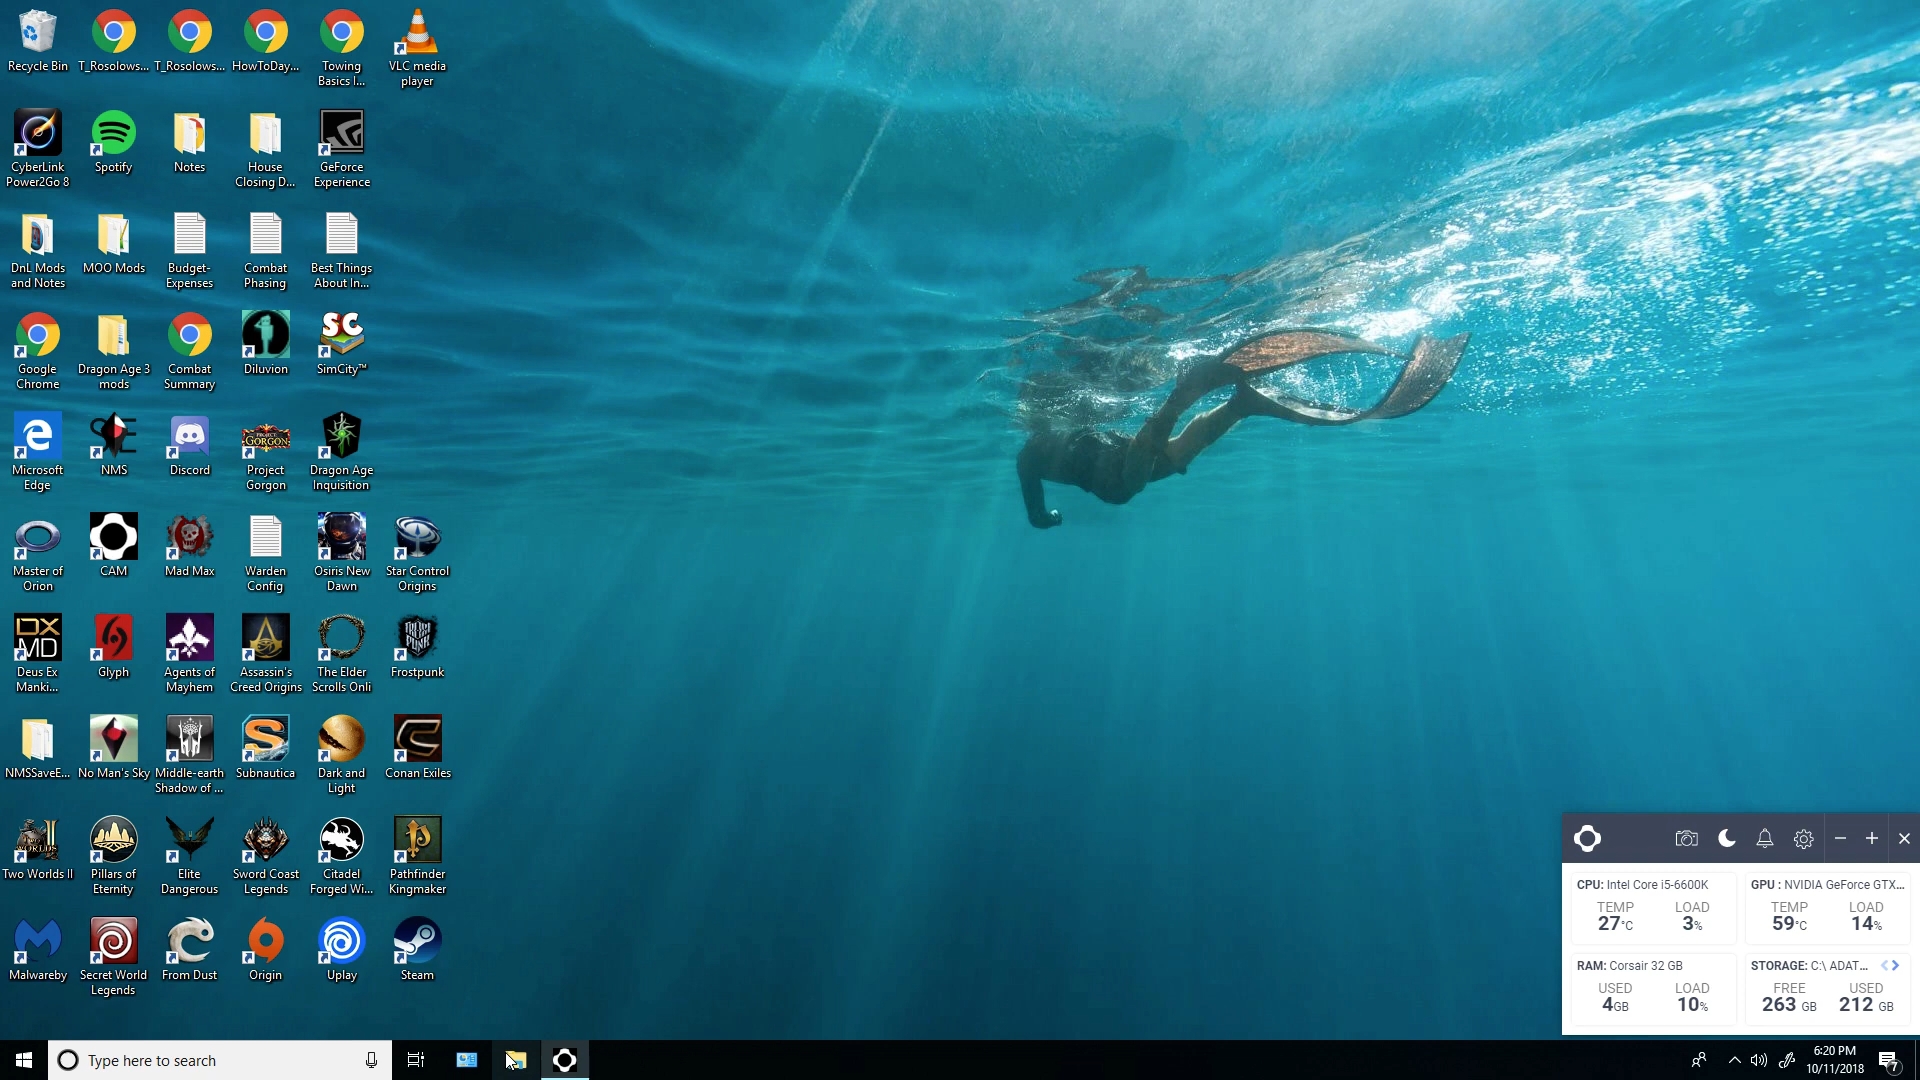 Recycle Bin
T_Rosolows...
T_Rosolows...
HowToDay...
Towing
Basics I...
VLC media
player
CyberLink
Power2Go 8
Spotify
Notes
House
Closing D...
GeForce
Experience
DnL Mods
and Notes
MOO Mods
Budget-
Expenses
Combat
Phasing
Best Things
About In...
Google
Chrome
Dragon Age 3
mods
Combat
Summary
Diluvion
SC
SimCity™
Microsoft
Edge
NMS
Discord
PROJECT
GORGON
Project
Gorgon
Dragon Age
Inquisition
Master of
Orion
CAM
Mad Max
Warden
Config
Osiris New
Dawn
Star Control
Origins
DX
MD
Deus Ex
Manki...
Glyph
Agents of
Mayhem
Assassin's
Creed Origins
The Elder
Scrolls Onli
FROST
PUNK
Frostpunk
NMSSaveE...
No Man's Sky
Middle-earth
Shadow of ...
S
Subnautica
Dark and
Light
C
Conan Exiles
Two Worlds II
Pillars of
Eternity
Elite
Dangerous
Sword Coast
Legends
Citadel
Forged Wi...
P
Pathfinder
Kingmaker
Malwareby
Secret World
Legends
From Dust
Origin
Uplay
Steam
CPU: Intel Core i5-6600K
TEMP LOAD
27°C 3%
GPU : NVIDIA GeForce GTX...
TEMP LOAD
59°C 14%
RAM: Corsair 32 GB
USED LOAD
4GB 10%
STORAGE: C:\ ADAT...
FREE USED
263 GB 212 GB
Type here to search
6:20 PM
10/11/2018
7